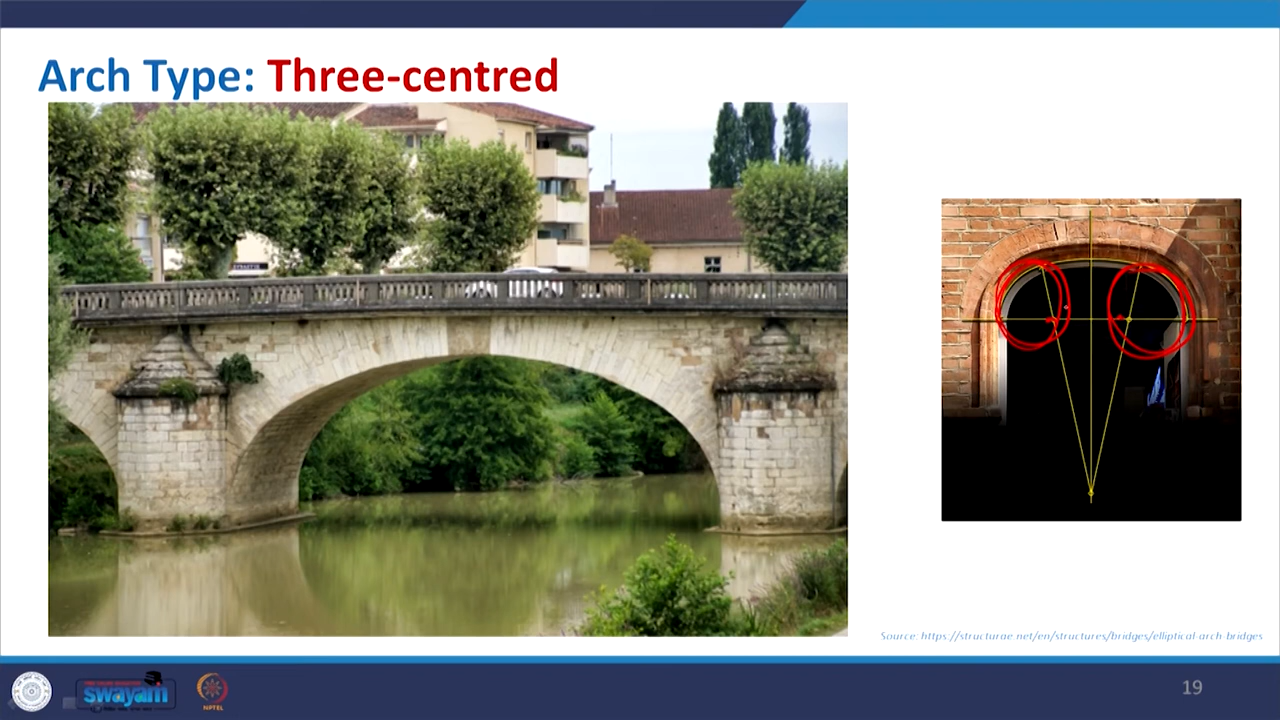 Arch Type: Three-centred
Source: https://structurae.net/en/structures/bridges/elliptical-arch-bridges
swayam
NPTEL
19